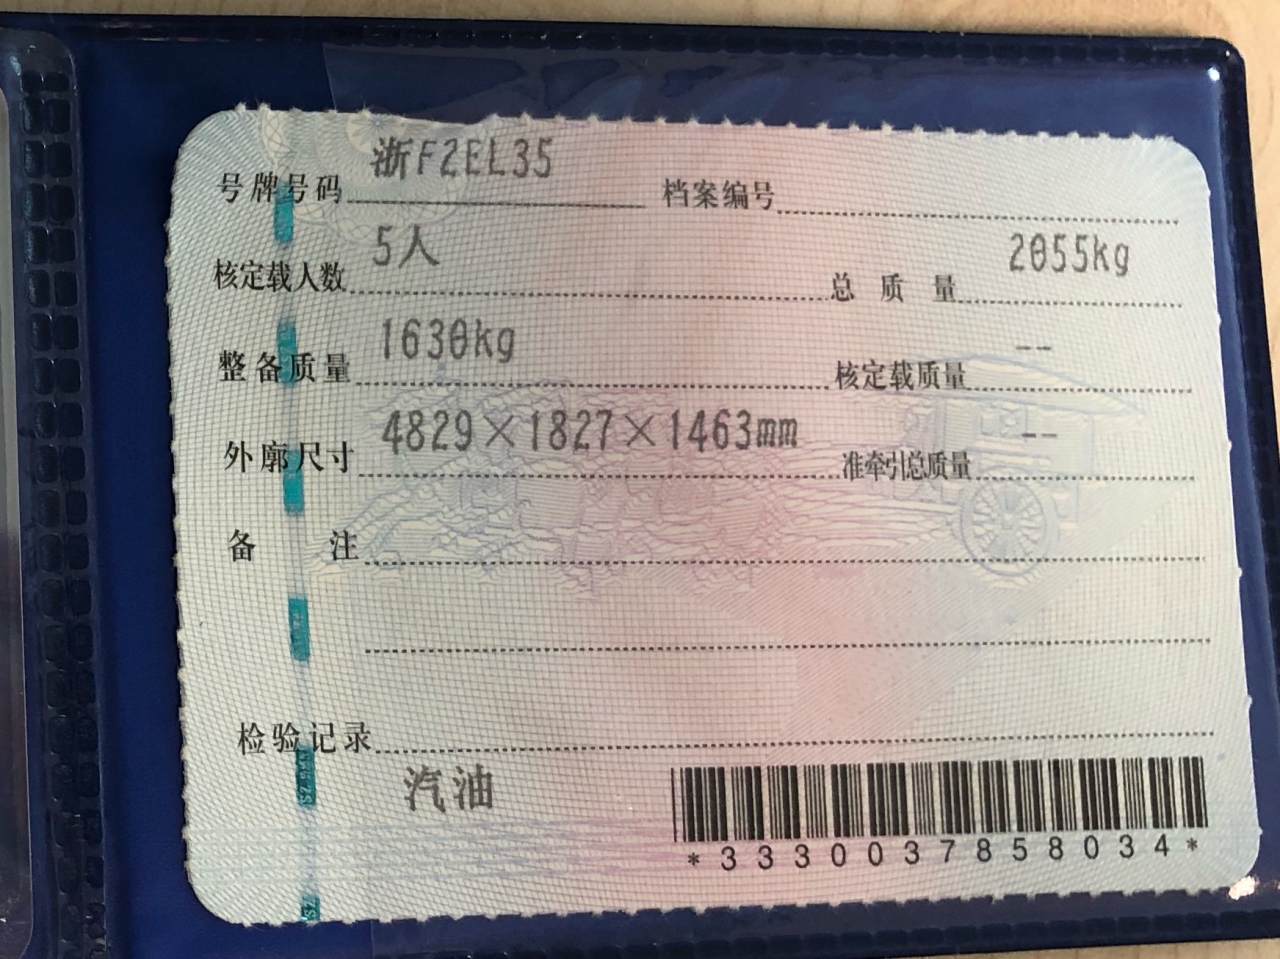 号牌号码 浙F2EL35 档案编号
核定载人数 5人 总质量 2055kg
整备质量 1630kg 核定载质量 --
外廓尺寸 4829×1827×1463mm 准牵引总质量 --
备注
检验记录
汽油
*3330037858034*